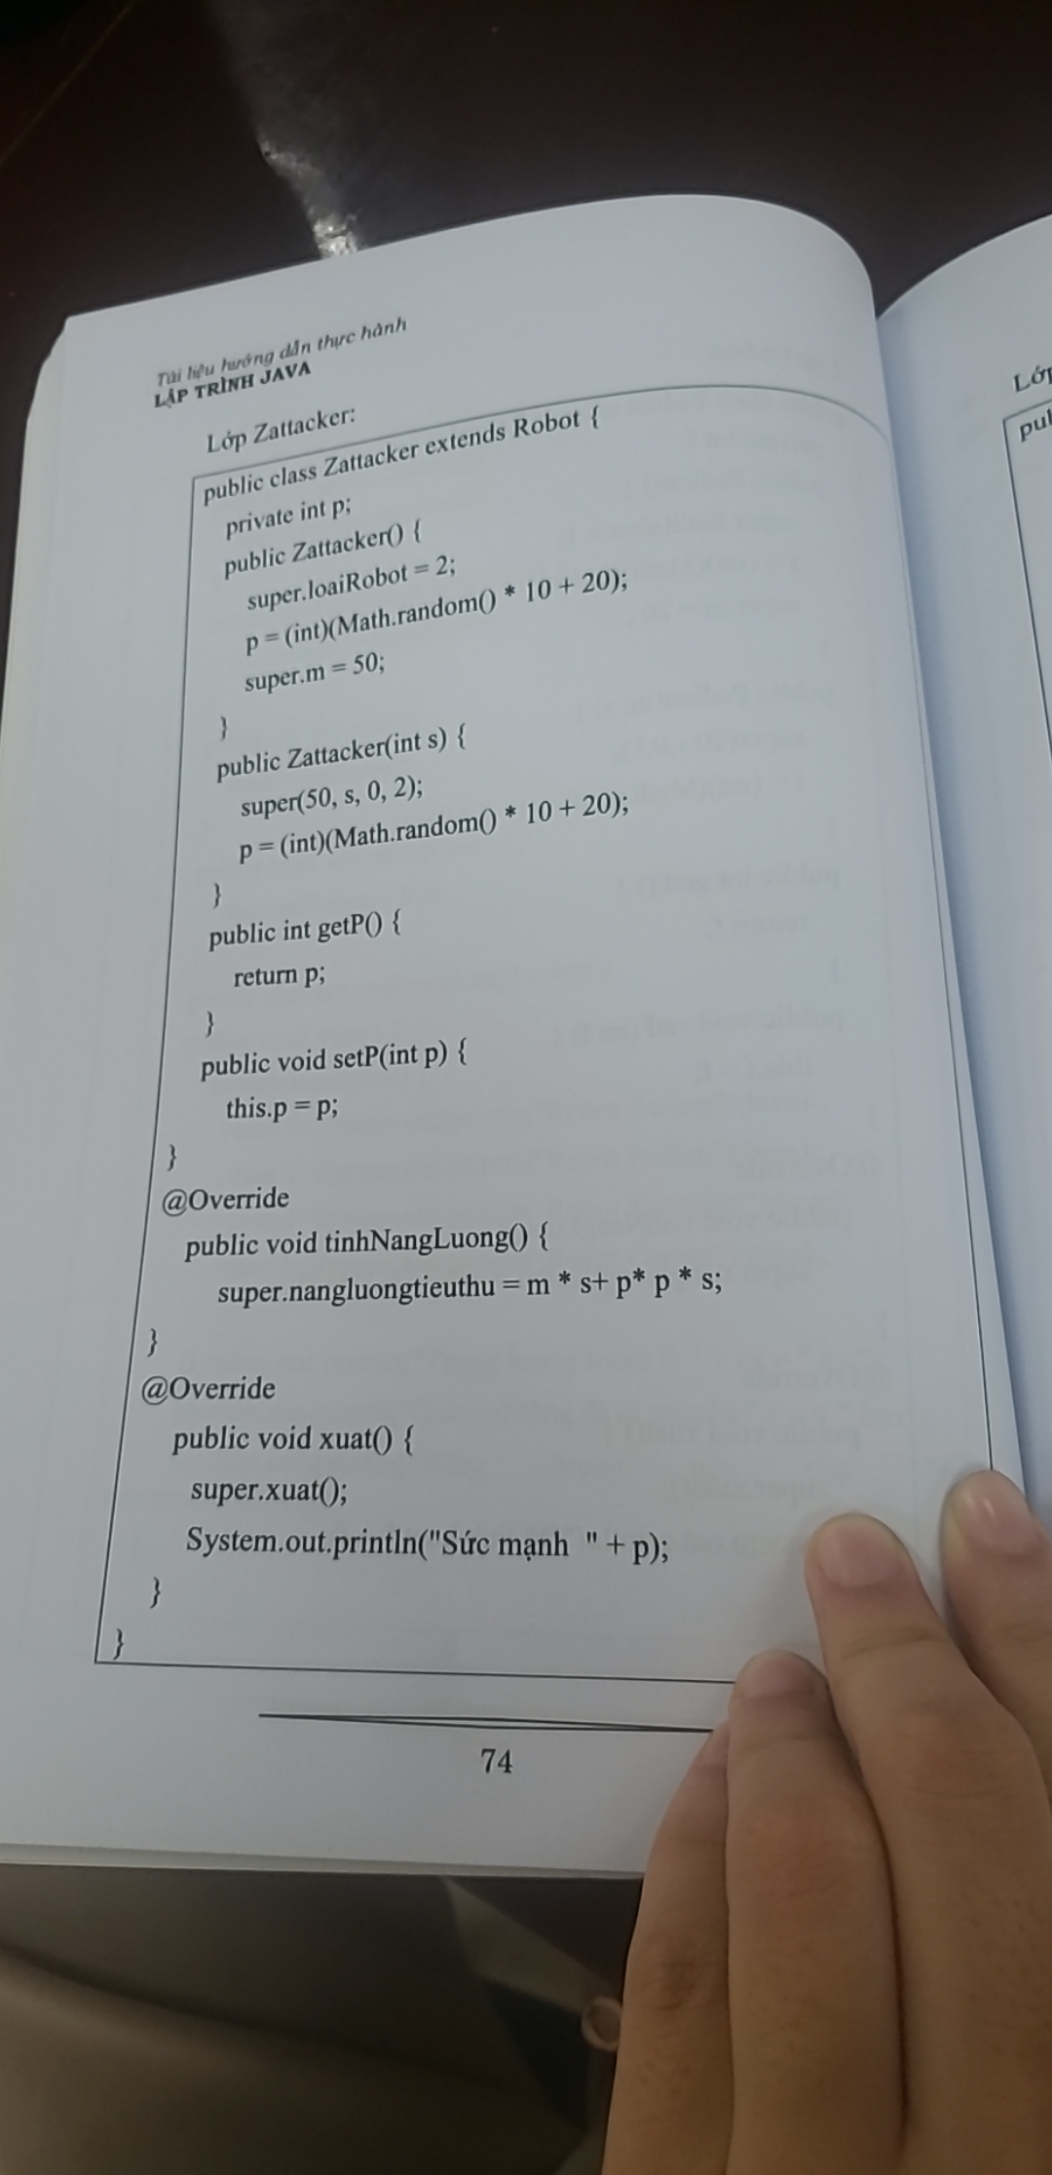 Tài liệu hướng dẫn thực hành
LẬP TRÌNH JAVA
Lớp Zattacker:
public class Zattacker extends Robot {
private int p;
public Zattacker() {
super.loaiRobot = 2;
p = (int)(Math.random() * 10 + 20);
super.m = 50;
}
public Zattacker(int s) {
super(50, s, 0, 2);
p = (int)(Math.random() * 10 + 20);
}
public int getP() {
return p;
}
public void setP(int p) {
this.p = p;
}
@Override
public void tinhNangLuong() {
super.nangluongtieuthu = m * s+ p* p * s;
}
@Override
public void xuat() {
super.xuat();
System.out.println("Sức mạnh  " + p);
}
}
74